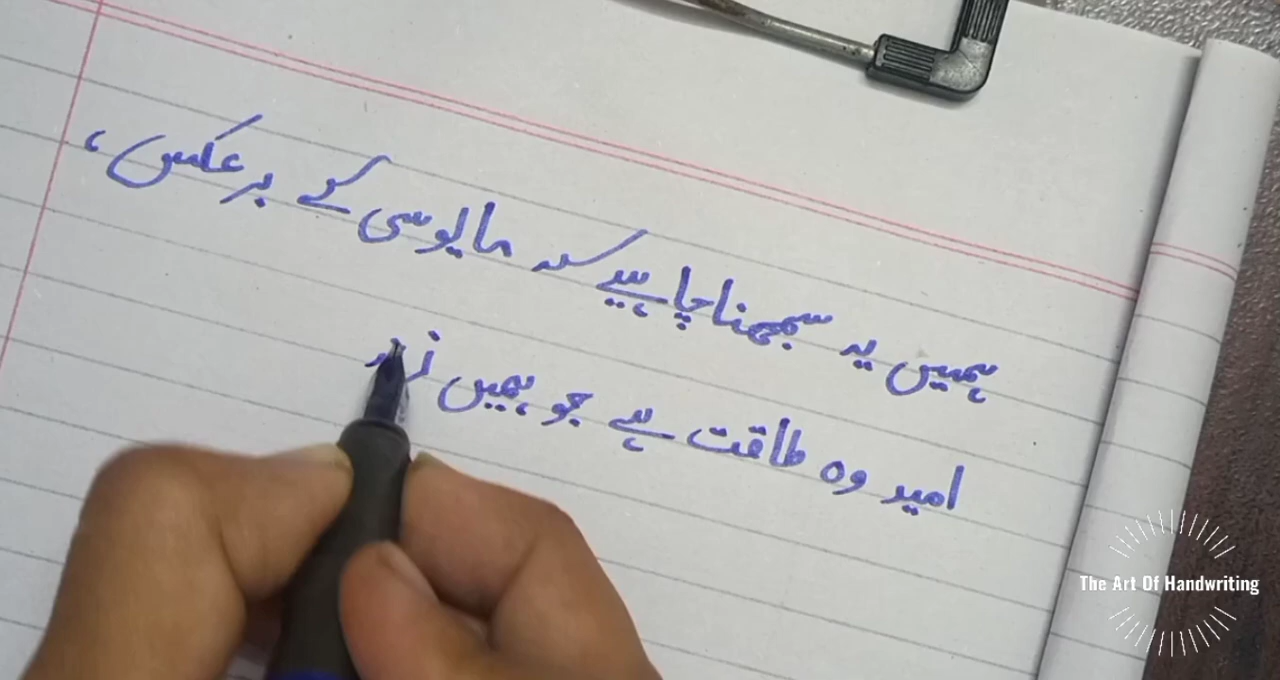 ہمیں یہ سمجھنا چاہیے کہ مایوسی کے برعکس،
امید وہ طاقت ہے جو ہمیں
The Art Of Handwriting